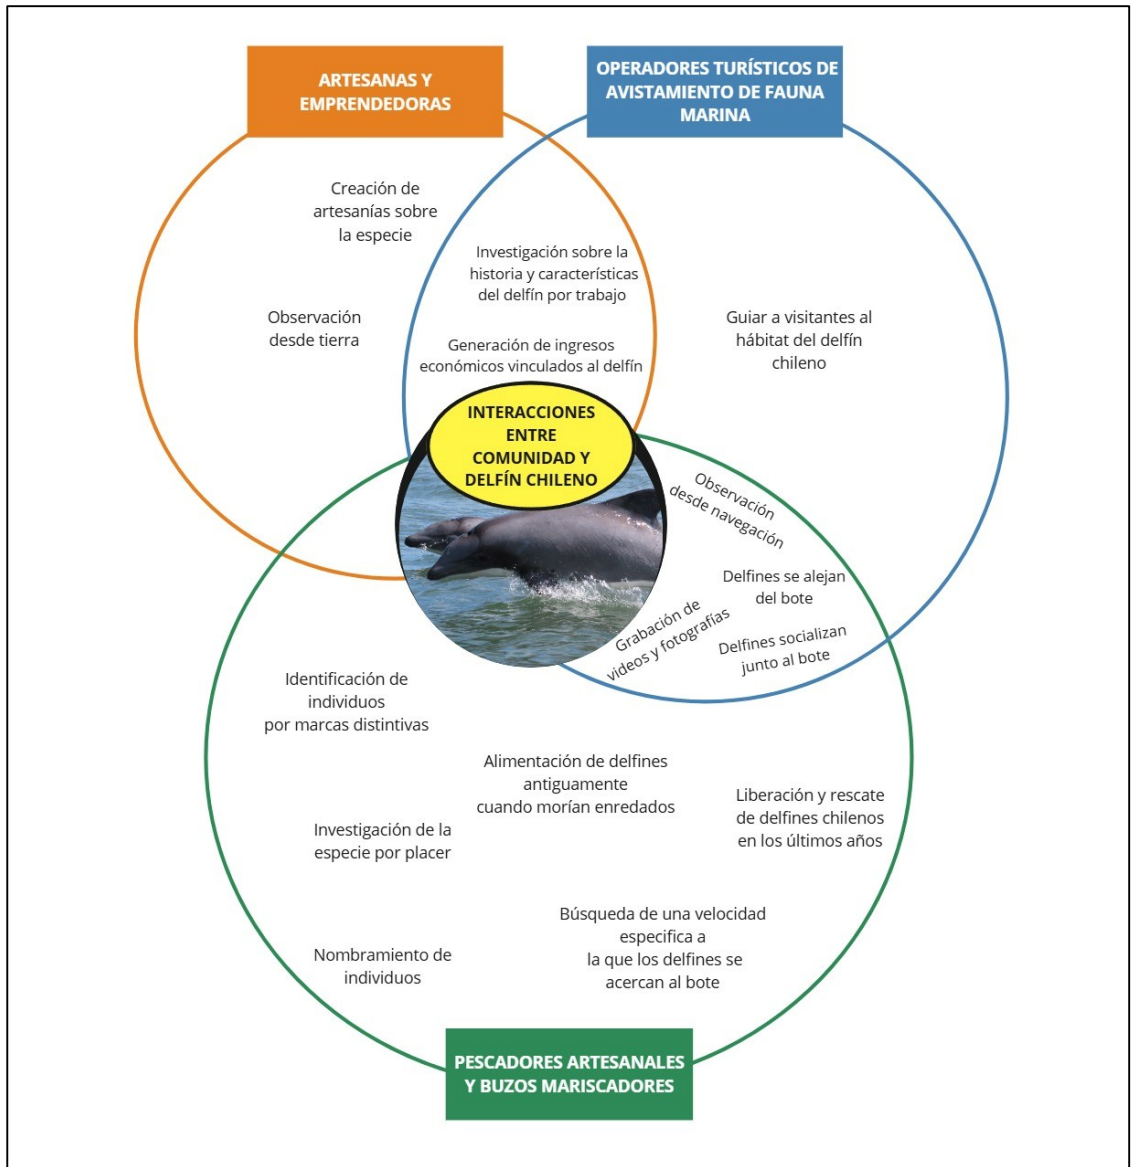 ARTESANAS Y
EMPRENDEDORAS
OPERADORES TURÍSTICOS DE
AVISTAMIENTO DE FAUNA
MARINA
Creación de
artesanías sobre
la especie
Observación
desde tierra
Investigación sobre la
historia y características
del delfín por trabajo
Generación de ingresos
económicos vinculados al delfín
Guiar a visitantes al
hábitat del delfín
chileno
INTERACCIONES
ENTRE
COMUNIDAD Y
DELFÍN CHILENO
Observación
desde navegación
Delfines se alejan
del bote
Grabación de
videos y fotografías
Delfines socializan
junto al bote
Identificación de
individuos
por marcas distintivas
Alimentación de delfines
antiguamente
cuando morían enredados
Liberación y rescate
de delfines chilenos
en los últimos años
Investigación de la
especie por placer
Búsqueda de una velocidad
especifica a
la que los delfines se
acercan al bote
Nombramiento de
individuos
PESCADORES ARTESANALES
Y BUZOS MARISCADORES